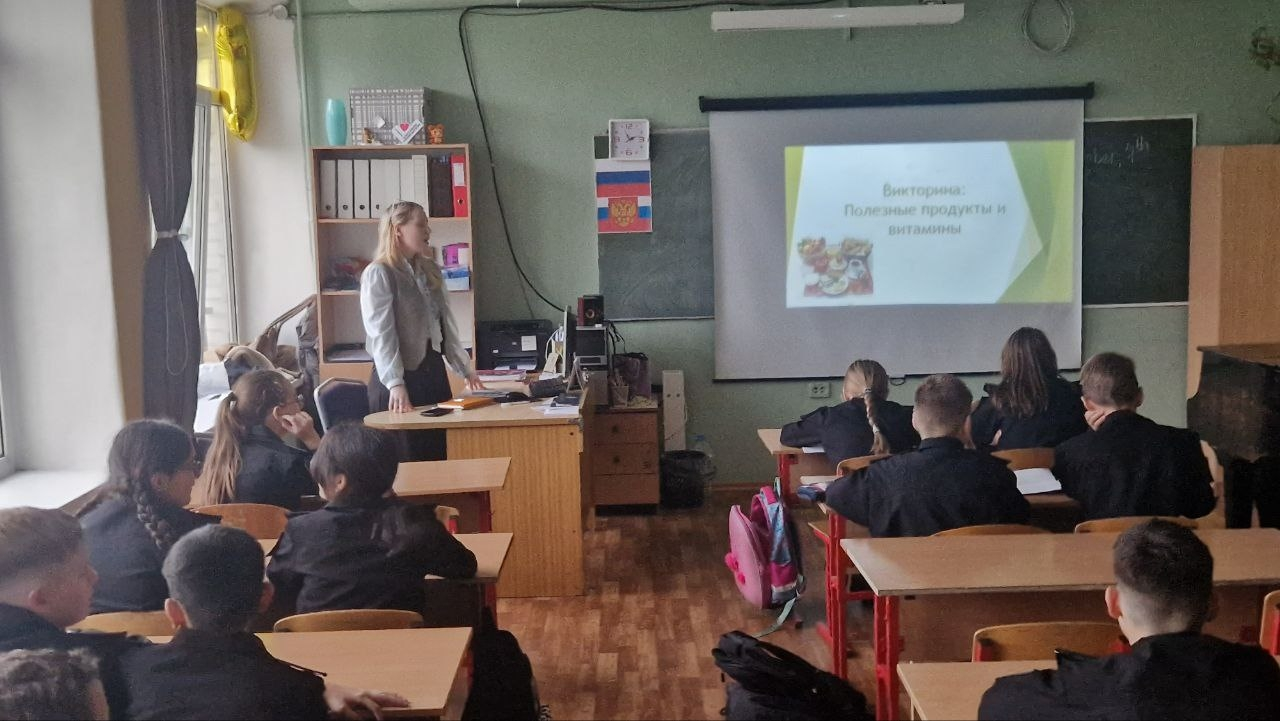 Викторина:
Полезные продукты и
витамины